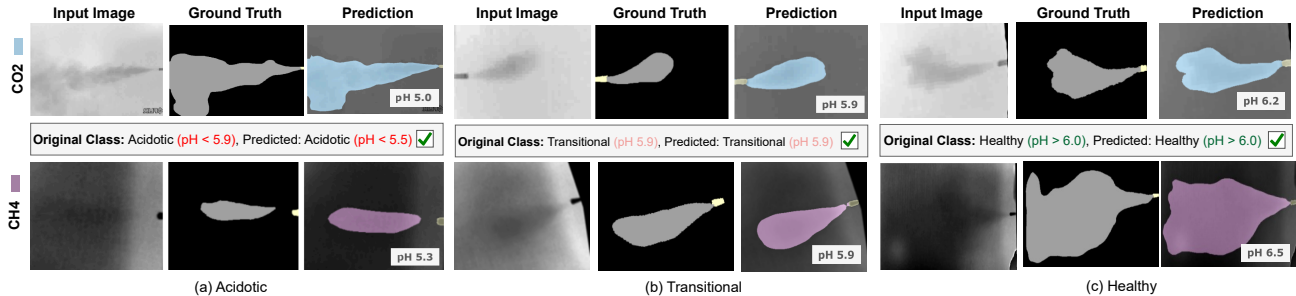 Input Image Ground Truth Prediction Input Image Ground Truth Prediction Input Image Ground Truth Prediction
CO2
pH 5.0 pH 5.9 pH 6.2
Original Class: Acidotic (pH < 5.9), Predicted: Acidotic (pH < 5.5) Original Class: Transitional (pH 5.9), Predicted: Transitional (pH 5.9) Original Class: Healthy (pH > 6.0), Predicted: Healthy (pH > 6.0)
CH4
pH 5.3 pH 5.9 pH 6.5
(a) Acidotic (b) Transitional (c) Healthy